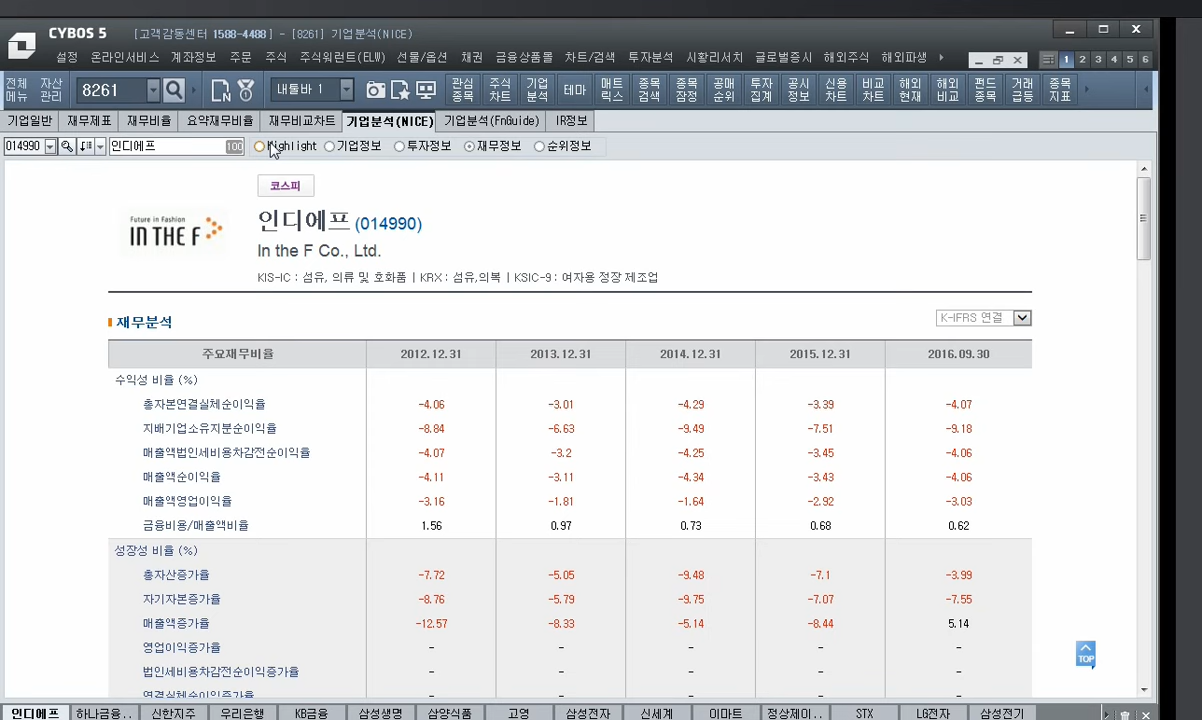 CYBOS 5 [고객감동센터 1588-4488] - [8261] 기업분석(NICE)
설정 온라인서비스 계좌정보 주문 주식 주식워런트(ELW) 선물/옵션 채권 금융상품몰 차트/검색 투자분석 시황리서치 글로벌증시 해외주식 해외파생 1 2 3 4 5 6
전체메뉴 자산관리 8261 내툴바 1 관심종목 주식차트 기업분석 테마 매트릭스 종목검색 종목잠정 공매순위 투자집계 공시정보 신용차트 비교차트 해외현재 해외비교 펀드종목 거래급등 종목지표
기업일반 재무제표 재무비율 요약재무비율 재무비교차트 기업분석(NICE) 기업분석(FnGuide) IR정보
014990 인디에프 100 Highlight 기업정보 투자정보 재무정보 순위정보
코스피
Future in Fashion
IN THE F
인디에프 (014990)
In the F Co., Ltd.
KIS-IC : 섬유, 의류 및 호화품 | KRX : 섬유,의복 | KSIC-9 : 여자용 정장 제조업
재무분석 K-IFRS 연결
주요재무비율 2012.12.31 2013.12.31 2014.12.31 2015.12.31 2016.09.30
수익성 비율 (%)
총자본연결실체순이익율 -4.06 -3.01 -4.29 -3.39 -4.07
지배기업소유지분순이익율 -8.84 -6.63 -9.49 -7.51 -9.18
매출액법인세비용차감전순이익율 -4.07 -3.2 -4.25 -3.45 -4.06
매출액순이익율 -4.11 -3.11 -4.34 -3.43 -4.06
매출액영업이익율 -3.16 -1.81 -1.64 -2.92 -3.03
금융비용/매출액비율 1.56 0.97 0.73 0.68 0.62
성장성 비율 (%)
총자산증가율 -7.72 -5.05 -9.48 -7.1 -3.99
자기자본증가율 -8.76 -5.79 -9.75 -7.07 -7.55
매출액증가율 -12.57 -8.33 -5.14 -8.44 5.14
영업이익증가율 - - - - -
법인세비용차감전순이익증가율 - - - - -
연결실체순이익증가율
TOP
인디에프 하나금융.. 신한지주 우리은행 KB금융 삼성생명 삼양식품 고영 삼성전자 신세계 이마트 정상제이.. STX LG전자 삼성전기